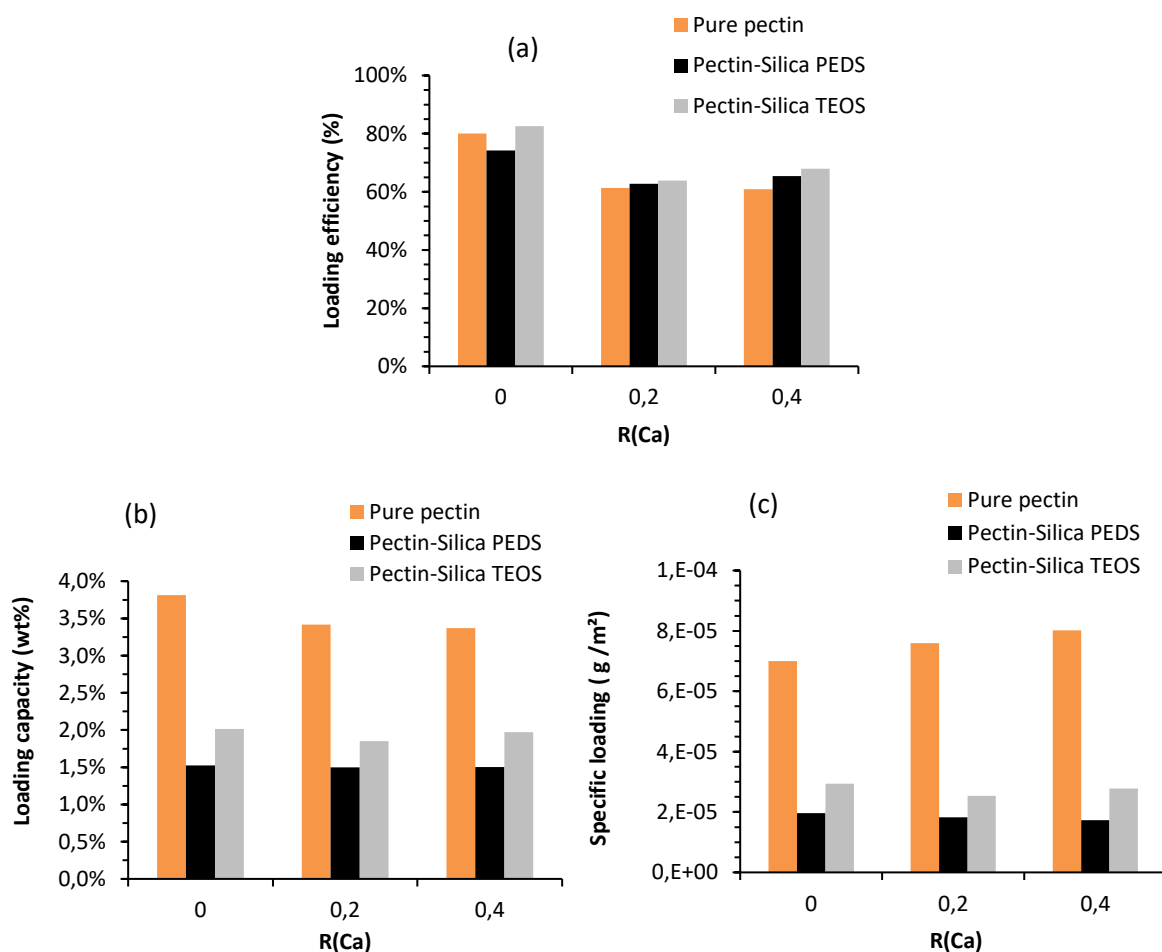 (a)
Pure pectin
Pectin-Silica PEDS
Pectin-Silica TEOS
Loading efficiency (%)
100%
80%
60%
40%
20%
0%
0
0,2
0,4
R(Ca)
(b)
Pure pectin
Pectin-Silica PEDS
Pectin-Silica TEOS
Loading capacity (wt%)
4,0%
3,5%
3,0%
2,5%
2,0%
1,5%
1,0%
0,5%
0,0%
0
0,2
0,4
R(Ca)
(c)
Pure pectin
Pectin-Silica PEDS
Pectin-Silica TEOS
Specific loading ( g /m²)
1,E-04
8,E-05
6,E-05
4,E-05
2,E-05
0,E+00
0
0,2
0,4
R(Ca)